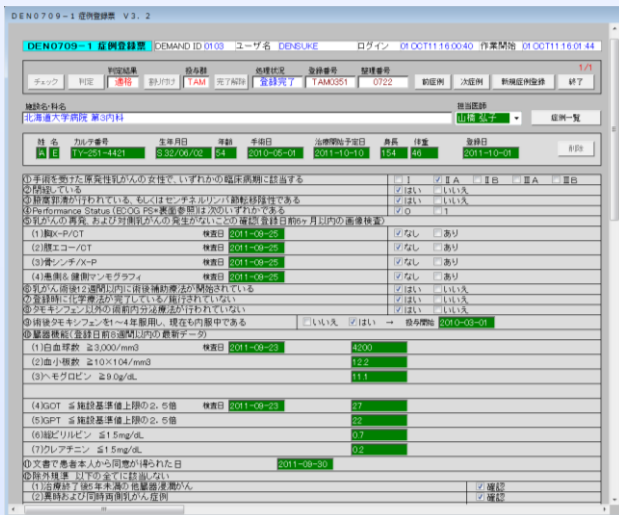 DEN0709-1 症例登録票 V3.2
DEN0709-1 症例登録票 DEMAND ID 0103 ユーザ名 DENSUKE ログイン 01 OCT11:16:00:40 作業開始 01 OCT11:16:01:44
判定結果 投与群 処理状況 登録番号 整理番号 1/1
チェック 判定 適格 割り付け TAM 完了解除 登録完了 TAM0351 0722 前症例 次症例 新規症例登録 終了
施設名・科名 担当医師
北海道大学病院 第3内科 山橋 弘子 症例一覧
姓 名 カルテ番号 生年月日 年齢 手術日 治療開始予定日 身長 体重 登録日
A E TY-251-4421 S32/06/02 54 2010-05-01 2011-10-10 154 46 2011-10-01 削除
①手術を受けた原発性乳がんの女性で、いずれかの臨床病期に該当する Ⅰ ⅡA ⅡB ⅢA ⅢB
②閉経している はい いいえ
③腋窩郭清が行われている、もしくはセンチネルリンパ節転移陰性である はい いいえ
④Performance Status (ECOG PS=裏面参照)は次のいずれかである 0 1
⑤乳がんの再発、および対側乳がんの発生がないことの確認(登録日前6ヶ月以内の画像検査)
(1)胸X-P/CT 検査日 2011-09-25 なし あり
(2)腹エコー/CT 2011-09-25 なし あり
(3)骨シンチ/X-P 2011-09-25 なし あり
(4)患側&健側マンモグラフィ 2011-09-25 なし あり
⑥乳がん術後12週間以内に術後補助療法が開始されている はい いいえ
⑦登録時に化学療法が完了している/施行されていない はい いいえ
⑧タモキシフェン以外の術前内分泌療法が行われていない はい いいえ
⑨術後タモキシフェンを1~4年服用し、現在も内服中である いいえ はい → 投与開始 2010-03-01
⑩臓器機能(登録日前8週間以内の最新データ)
(1)白血球数 ≧3,000/mm3 検査日 2011-09-23 4200
(2)血小板数 ≧10×104/mm3 12.2
(3)ヘモグロビン ≧9.0g/dL 11.1
(4)GOT ≦施設基準値上限の2.5倍 検査日 2011-09-23 27
(5)GPT ≦施設基準値上限の2.5倍 22
(6)総ビリルビン ≦1.5mg/dL 0.7
(7)クレアチニン ≦1.5mg/dL 0.2
⑪文書で患者本人から同意が得られた日 2011-09-30
⑫除外規準 以下の全てに該当しない
(1)治療終了後5年未満の他臓器浸潤がん 確認
(2)異時および同時両側乳がん症例 確認